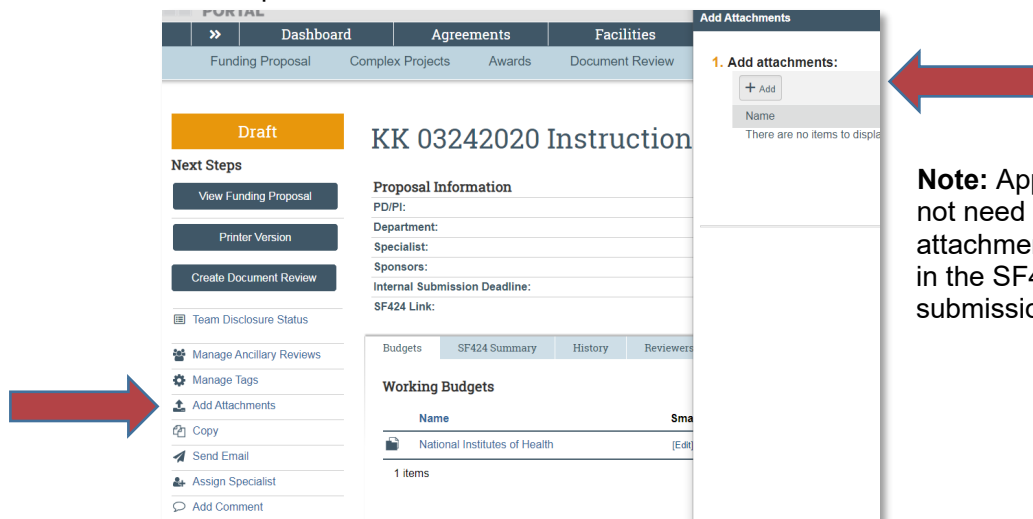 PORTAL
Dashboard Agreements Facilities
Funding Proposal Complex Projects Awards Document Review
Add Attachments
1. Add attachments:
+ Add
Name
There are no items to displa
Draft
KK 03242020 Instruction
Next Steps
View Funding Proposal
Printer Version
Create Document Review
Team Disclosure Status
Manage Ancillary Reviews
Manage Tags
Add Attachments
Copy
Send Email
Assign Specialist
Add Comment
Proposal Information
PD/PI:
Department:
Specialist:
Sponsors:
Internal Submission Deadline:
SF424 Link:
Budgets SF424 Summary History Reviewers
Working Budgets
Name Sma
National Institutes of Health [Edit]
1 items
Note: App
not need
attachme
in the SF4
submissio